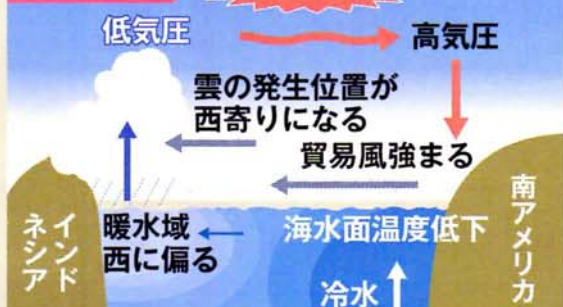 低気圧
高気圧
雲の発生位置が
西寄りになる
貿易風強まる
インド
ネシア
暖水域
西に偏る
海水面温度低下
冷水
南アメリカ